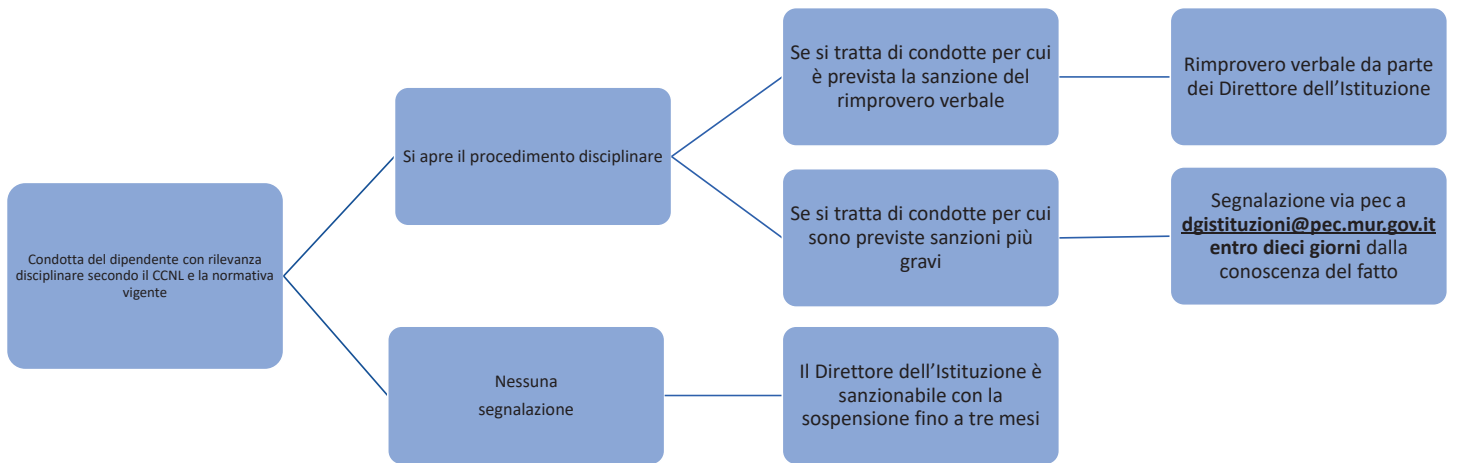 Condotta del dipendente con rilevanza
disciplinare secondo il CCNL e la normativa
vigente
Si apre il procedimento disciplinare
Se si tratta di condotte per cui
è prevista la sanzione del
rimprovero verbale
Rimprovero verbale da parte
dei Direttore dell’Istituzione
Se si tratta di condotte per cui
sono previste sanzioni più
gravi
Segnalazione via pec a
dgistituzioni@pec.mur.gov.it
entro dieci giorni dalla
conoscenza del fatto
Nessuna
segnalazione
Il Direttore dell’Istituzione è
sanzionabile con la
sospensione fino a tre mesi